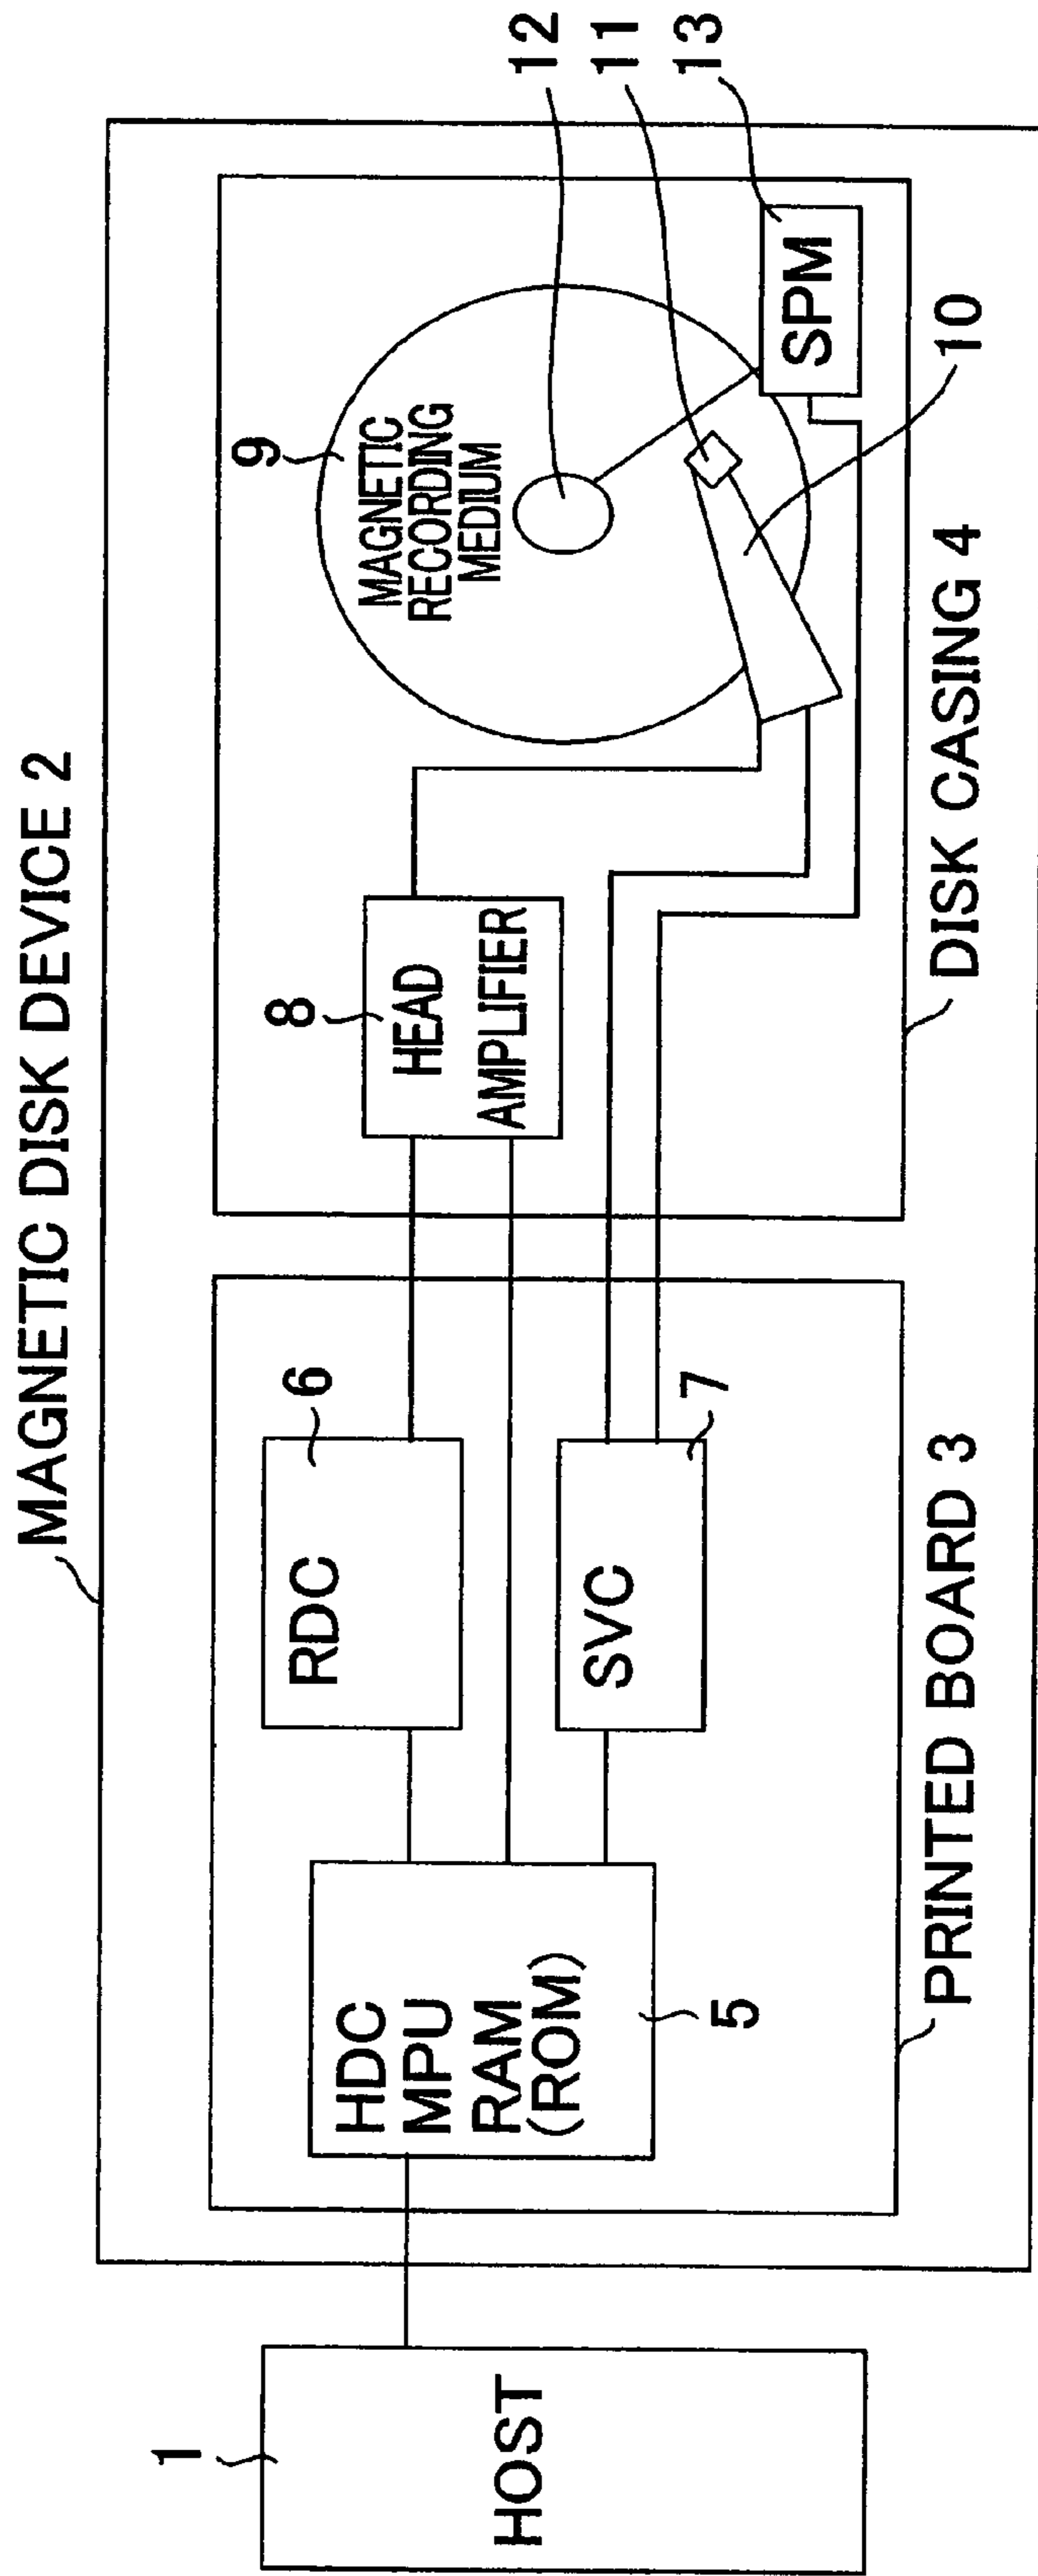 MAGNETIC DISK DEVICE 2
12
11
13
9
MAGNETIC
RECORDING
MEDIUM
SPM
10
8
HEAD
AMPLIFIER
DISK CASING 4
6
RDC
7
SVC
HDC
MPU
RAM
(ROM)
5
PRINTED BOARD 3
1
HOST